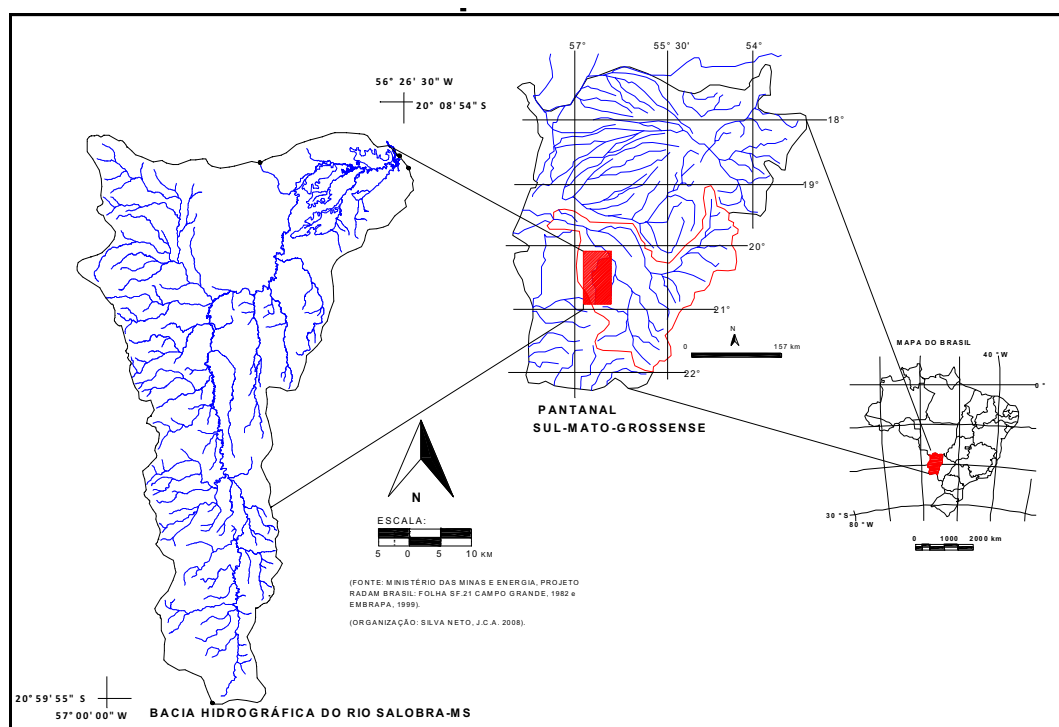 56° 26' 30" W
20° 08' 54" S
57°
55° 30'
54°
18°
19°
20°
21°
22°
N
0
157 km
PANTANAL
SUL-MATO-GROSSENSE
MAPA DO BRASIL
40 °W
0 °
30 °S
80 °W
0 1000 2000 km
N
ESCALA:
5 0 5 10 KM
(FONTE: MINISTÉRIO DAS MINAS E ENERGIA, PROJETO
RADAM BRASIL: FOLHA SF.21 CAMPO GRANDE, 1982 e
EMBRAPA, 1999).
(ORGANIZAÇÃO: SILVA NETO, J.C.A. 2008).
20° 59' 55" S
57° 00' 00" W
BACIA HIDROGRÁFICA DO RIO SALOBRA-MS